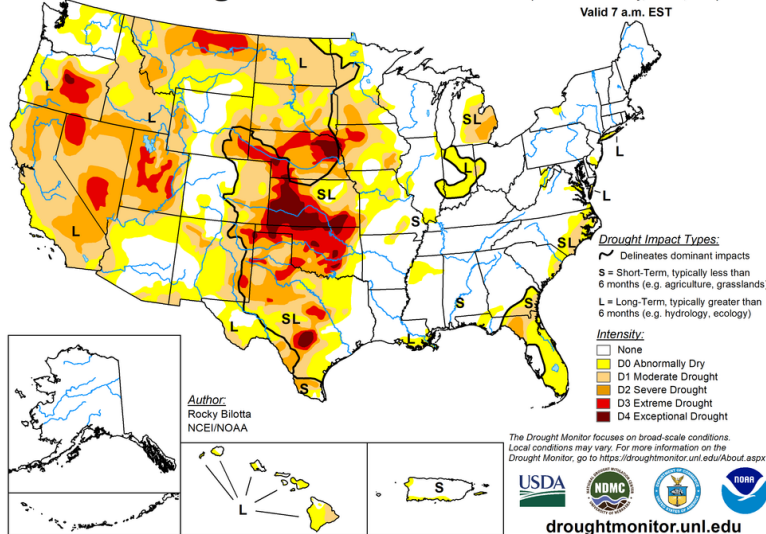 Valid 7 a.m. EST
L
L
L
L
SL
L
L
SL
S
L
SL
L
S
S
SL
L
L
S
Drought Impact Types:
Delineates dominant impacts
S = Short-Term, typically less than
6 months (e.g. agriculture, grasslands)
L = Long-Term, typically greater than
6 months (e.g. hydrology, ecology)
Intensity:
None
D0 Abnormally Dry
D1 Moderate Drought
D2 Severe Drought
D3 Extreme Drought
D4 Exceptional Drought
Author:
Rocky Bilotta
NCEI/NOAA
L
S
The Drought Monitor focuses on broad-scale conditions.
Local conditions may vary. For more information on the
Drought Monitor, go to https://droughtmonitor.unl.edu/About.aspx
USDA
NDMC
NOAA
droughtmonitor.unl.edu